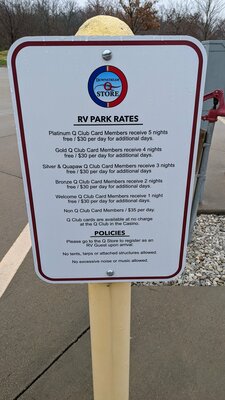 DOWNSTREAM
Q
STORE
RV PARK RATES
Platinum Q Club Card Members receive 5 nights
free / $30 per day for additional days.
Gold Q Club Card Members receive 4 nights
free / $30 per day for additional days.
Silver & Quapaw Q Club Card Members receive 3 nights
free / $30 per day for additional days
Bronze Q Club Card Members receive 2 nights
free / $30 per day for additional days.
Welcome Q Club Card Members receive 1 night
free / $30 per day for additional days.
Non Q Club Card Members / $35 per day.
Q Club cards are available at no charge
at the Q Club in the Casino.
POLICIES
Please go to the Q Store to register as an
RV Guest upon arrival.
No tents, tarps or attached structures allowed.
No excessive noise or music allowed.